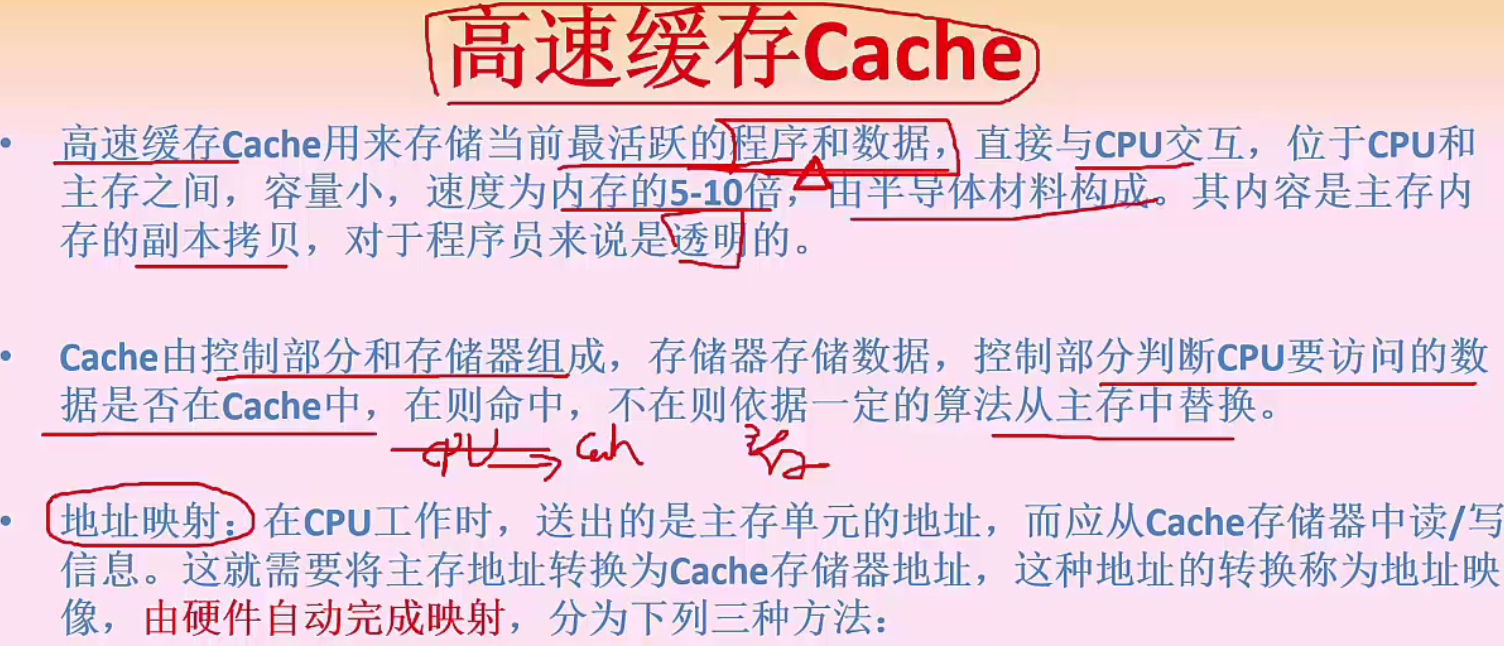 高速缓存Cache
• 高速缓存Cache用来存储当前最活跃的程序和数据，直接与CPU交互，位于CPU和
主存之间，容量小，速度为内存的5-10倍，由半导体材料构成。其内容是主存内
存的副本拷贝，对于程序员来说是透明的。
• Cache由控制部分和存储器组成，存储器存储数据，控制部分判断CPU要访问的数
据是否在Cache中，在则命中，不在则依据一定的算法从主存中替换。
CPU → Cach
• 地址映射：在CPU工作时，送出的是主存单元的地址，而应从Cache存储器中读/写
信息。这就需要将主存地址转换为Cache存储器地址，这种地址的转换称为地址映
像，由硬件自动完成映射，分为下列三种方法：